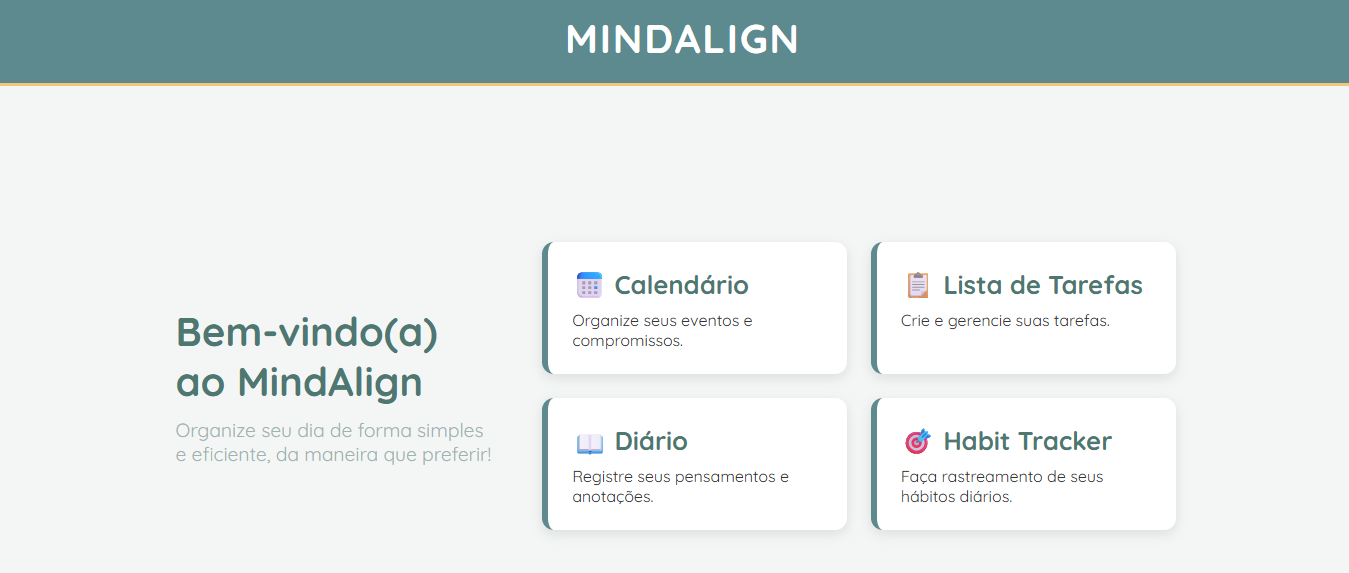 MINDALIGN
Bem-vindo(a)
ao MindAlign
Organize seu dia de forma simples
e eficiente, da maneira que preferir!
Calendário
Organize seus eventos e
compromissos.
Lista de Tarefas
Crie e gerencie suas tarefas.
Diário
Registre seus pensamentos e
anotações.
Habit Tracker
Faça rastreamento de seus
hábitos diários.